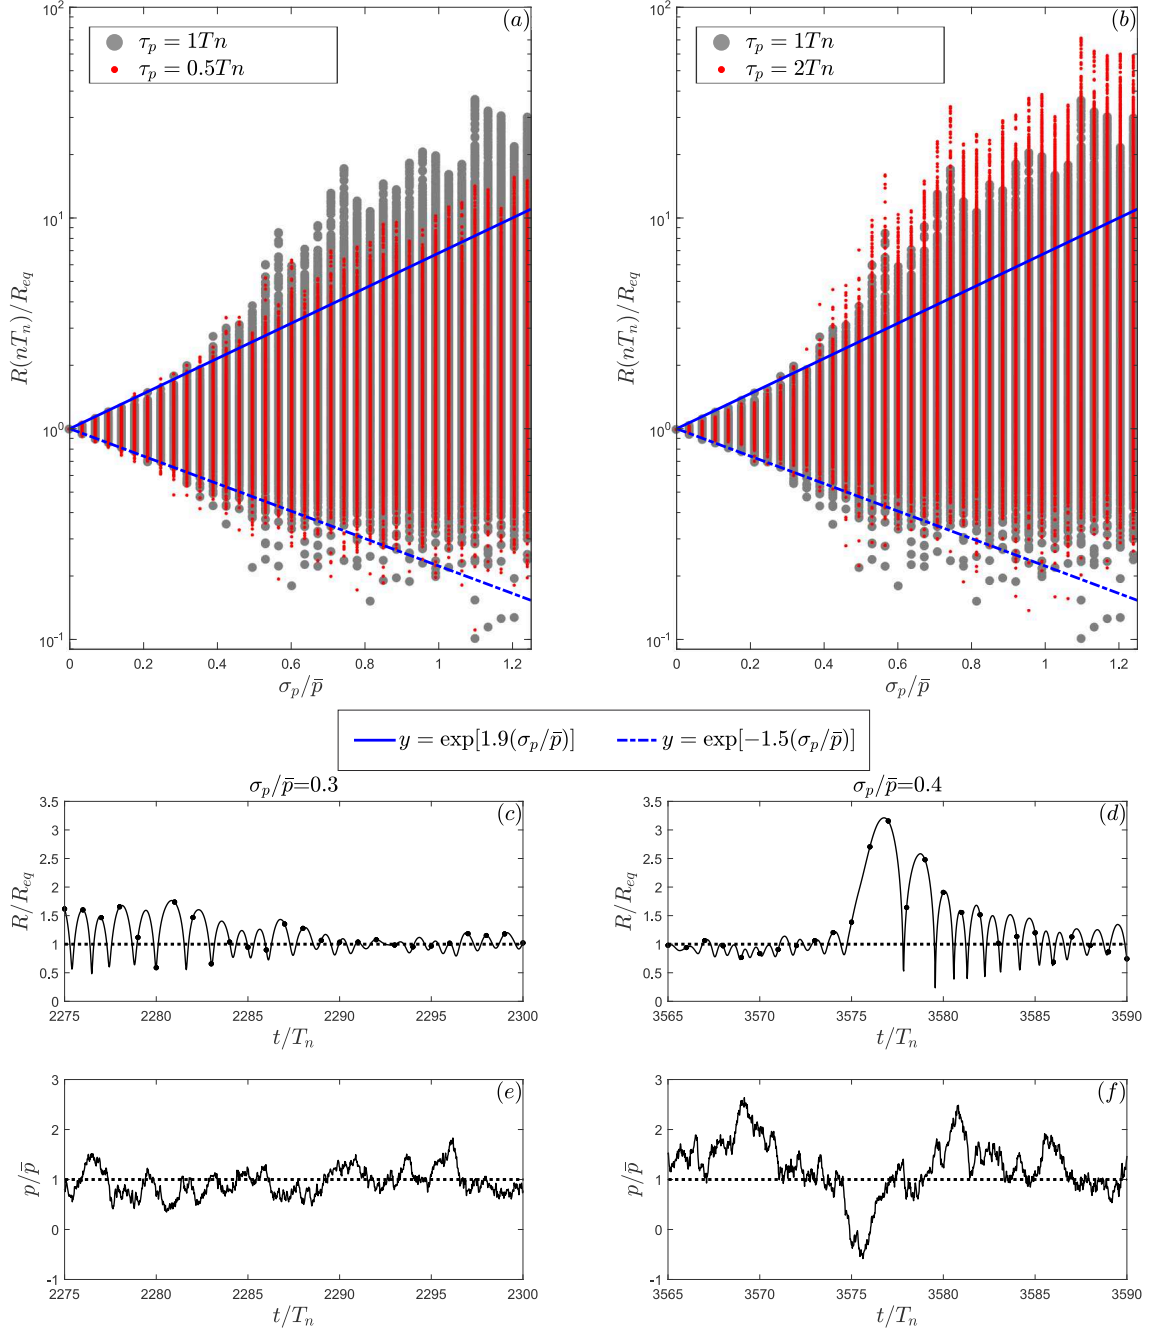 (a)
τ_p = 1Tn
τ_p = 0.5Tn
10^2
10^1
10^0
10^-1
R(nT_n)/R_eq
0 0.2 0.4 0.6 0.8 1 1.2
σ_p/p̄
(b)
τ_p = 1Tn
τ_p = 2Tn
10^2
10^1
10^0
10^-1
R(nT_n)/R_eq
0 0.2 0.4 0.6 0.8 1 1.2
σ_p/p̄
y = exp[1.9(σ_p/p̄)] y = exp[−1.5(σ_p/p̄)]
σ_p/p̄=0.3
(c)
3.5
3
2.5
2
1.5
1
0.5
0
R/R_eq
2275 2280 2285 2290 2295 2300
t/T_n
σ_p/p̄=0.4
(d)
3.5
3
2.5
2
1.5
1
0.5
0
R/R_eq
3565 3570 3575 3580 3585 3590
t/T_n
(e)
3
2
1
0
-1
p/p̄
2275 2280 2285 2290 2295 2300
t/T_n
(f)
3
2
1
0
-1
p/p̄
3565 3570 3575 3580 3585 3590
t/T_n